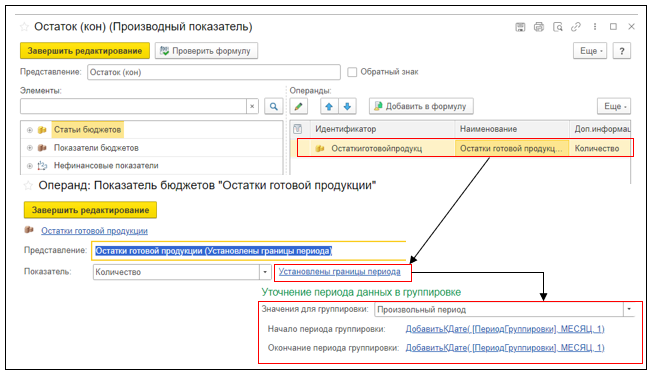 Остаток (кон) (Производный показатель)
Завершить редактирование
Проверить формулу
Еще
?
Представление:
Остаток (кон)
Обратный знак
Элементы:
Операнды:
Добавить в формулу
Еще
Статьи бюджетов
Показатели бюджетов
Нефинансовые показатели
Идентификатор
Наименование
Доп.информац
Остаткиготовойпродукц
Остатки готовой продукц...
Количество
Операнд: Показатель бюджетов "Остатки готовой продукции"
Завершить редактирование
Остатки готовой продукции
Представление:
Остатки готовой продукции (Установлены границы периода)
Показатель:
Количество
Установлены границы периода
Уточнение периода данных в группировке
Значения для группировки:
Произвольный период
Начало периода группировки:
ДобавитьКДате( [ПериодГруппировки], МЕСЯЦ, 1)
Окончание периода группировки:
ДобавитьКДате( [ПериодГруппировки], МЕСЯЦ, 1)